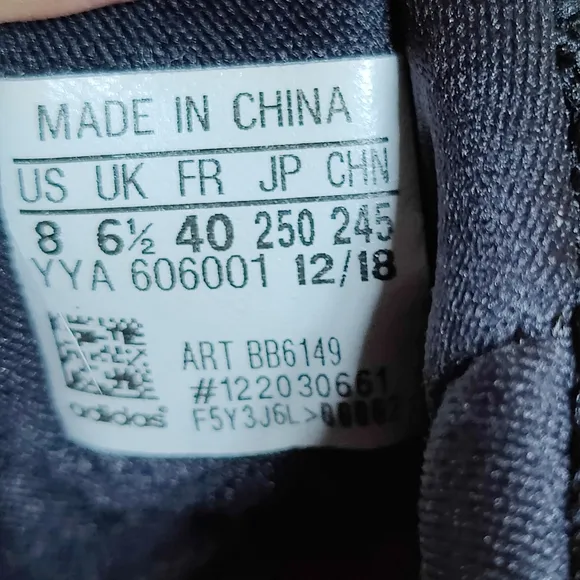 MADE IN CHINA
US UK FR JP CHN
8 6½ 40 250 245
YYA 606001 12/18
ART BB6149
#122030661
adidas F5Y3J6L>